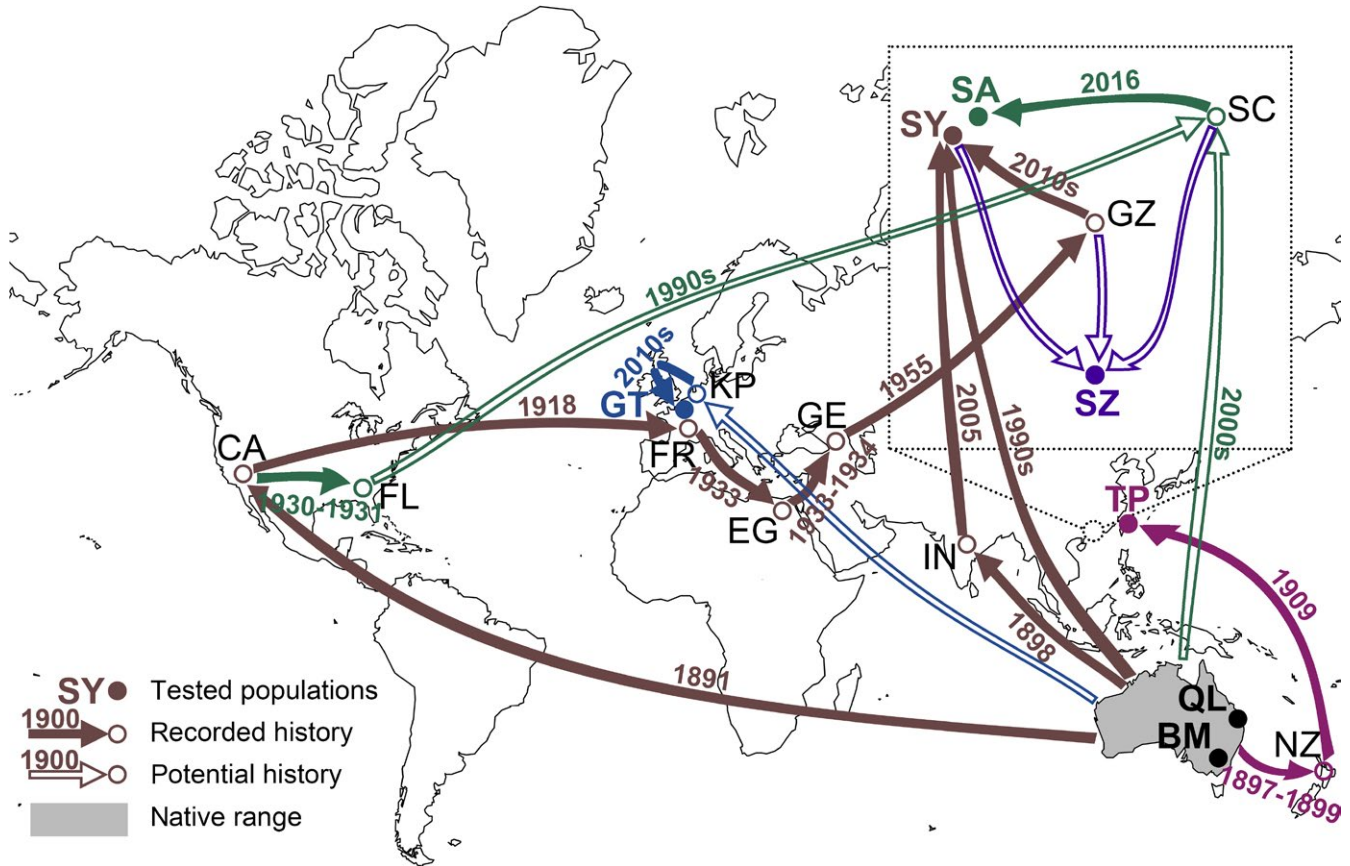 2016
SA
SC
SY
2010s
GZ
1990s
2010s
KP
GT
SZ
1955
2005
1990s
2000s
1918
GE
CA
FR
1933
1933-1934
TP
FL
1930-1931
EG
IN
1909
1898
1891
QL
BM
NZ
1897-1899
SY Tested populations
1900 Recorded history
1900 Potential history
Native range